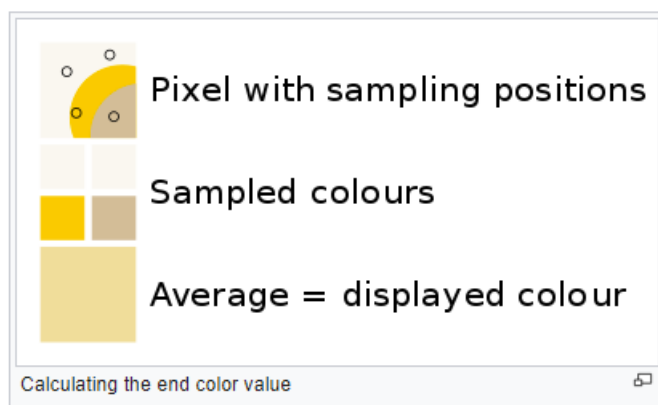 Pixel with sampling positions
Sampled colours
Average = displayed colour
Calculating the end color value